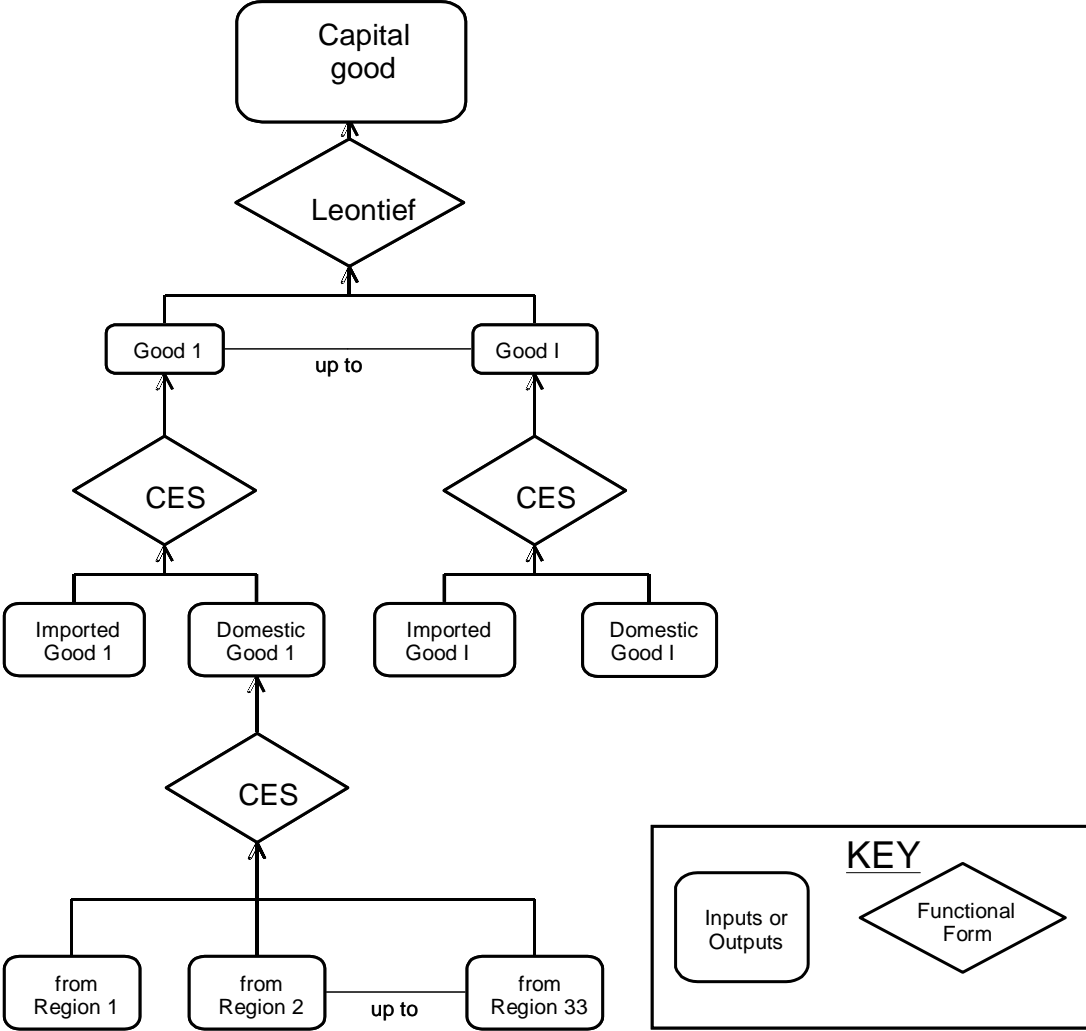 Capital
good
Leontief
Good 1
up to
Good I
CES
CES
Imported
Good 1
Domestic
Good 1
Imported
Good I
Domestic
Good I
CES
from
Region 1
from
Region 2
up to
from
Region 33
KEY
Inputs or
Outputs
Functional
Form